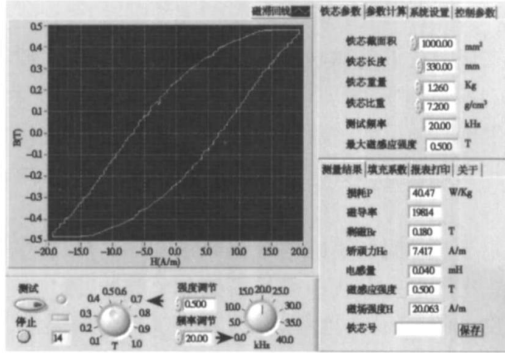 磁滞回线
0.5
0.4
0.3
0.2
0.1
0.0
-0.1
-0.2
-0.3
-0.4
-0.5
B(T)
-20.0 -15.0 -10.0 -5.0 0.0 5.0 10.0 15.0 20.0
H(A/m)
铁芯参数 参数计算 系统设置 控制参数
铁芯截面积 1000.00 mm²
铁芯长度 330.00 mm
铁芯重量 1.260 Kg
铁芯比重 7.200 g/cm³
测试频率 20.00 kHz
最大磁感应强度 0.500 T
测量结果 填充系数 报表打印 关于
损耗P 40.47 W/Kg
磁导率 19814
剩磁Br 0.180 T
矫顽力Hc 7.417 A/m
电感量 0.040 mH
磁感应强度 0.500 T
磁场强度H 20.063 A/m
铁芯号 保存
测试
停止
14
0.1 0.2 0.3 0.4 0.5 0.6 0.7 0.8 0.9 1.0
T
强度调节
0.500
频率调节
20.00
0.0 5.0 10.0 15.0 20.0 25.0 30.0 35.0 40.0
kHz